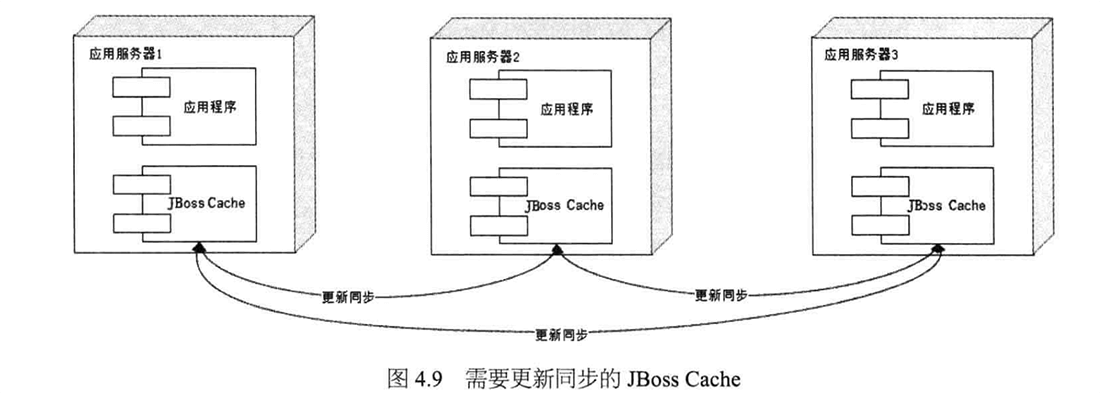 应用服务器1
应用服务器2
应用服务器3
应用程序
应用程序
应用程序
JBoss Cache
JBoss Cache
JBoss Cache
更新同步
更新同步
更新同步
图 4.9 需要更新同步的 JBoss Cache